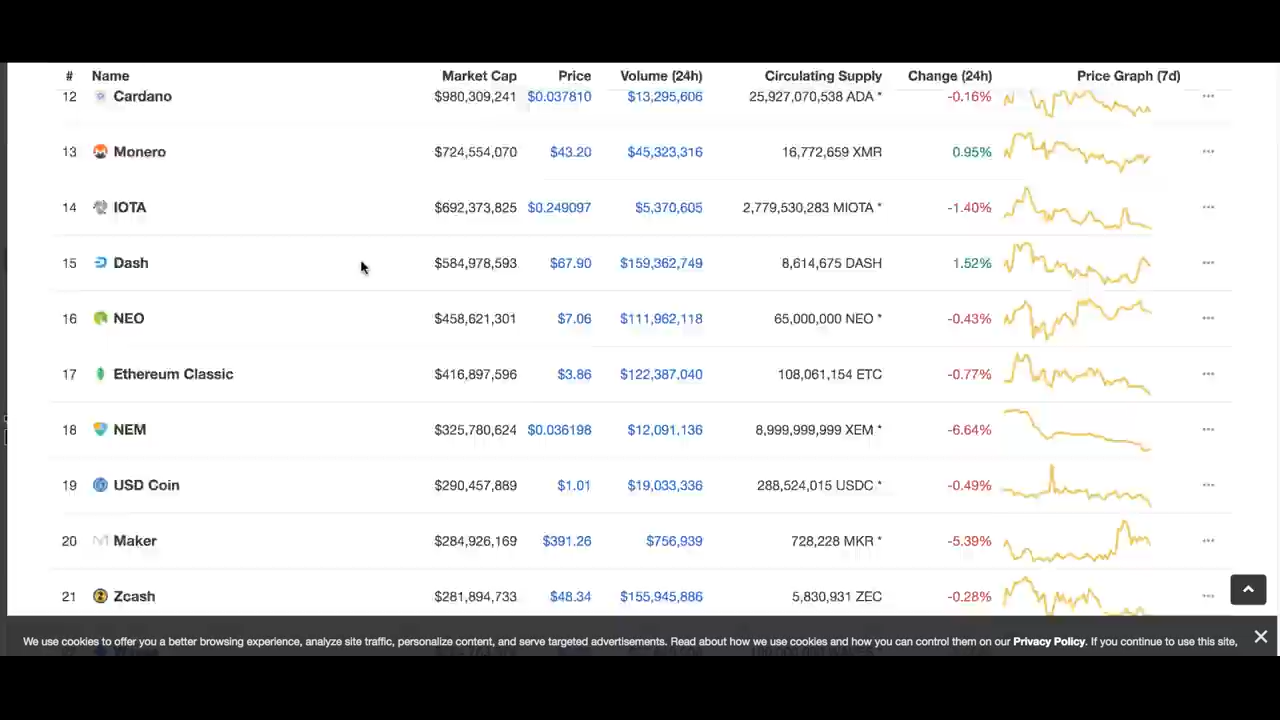 # Name Market Cap Price Volume (24h) Circulating Supply Change (24h) Price Graph (7d)
12 Cardano $980,309,241 $0.037810 $13,295,606 25,927,070,538 ADA * -0.16%
13 Monero $724,554,070 $43.20 $45,323,316 16,772,659 XMR 0.95%
14 IOTA $692,373,825 $0.249097 $5,370,605 2,779,530,283 MIOTA * -1.40%
15 Dash $584,978,593 $67.90 $159,362,749 8,614,675 DASH 1.52%
16 NEO $458,621,301 $7.06 $111,962,118 65,000,000 NEO * -0.43%
17 Ethereum Classic $416,897,596 $3.86 $122,387,040 108,061,154 ETC -0.77%
18 NEM $325,780,624 $0.036198 $12,091,136 8,999,999,999 XEM * -6.64%
19 USD Coin $290,457,889 $1.01 $19,033,336 288,524,015 USDC * -0.49%
20 Maker $284,926,169 $391.26 $756,939 728,228 MKR * -5.39%
21 Zcash $281,894,733 $48.34 $155,945,886 5,830,931 ZEC -0.28%
We use cookies to offer you a better browsing experience, analyze site traffic, personalize content, and serve targeted advertisements. Read about how we use cookies and how you can control them on our Privacy Policy. If you continue to use this site,